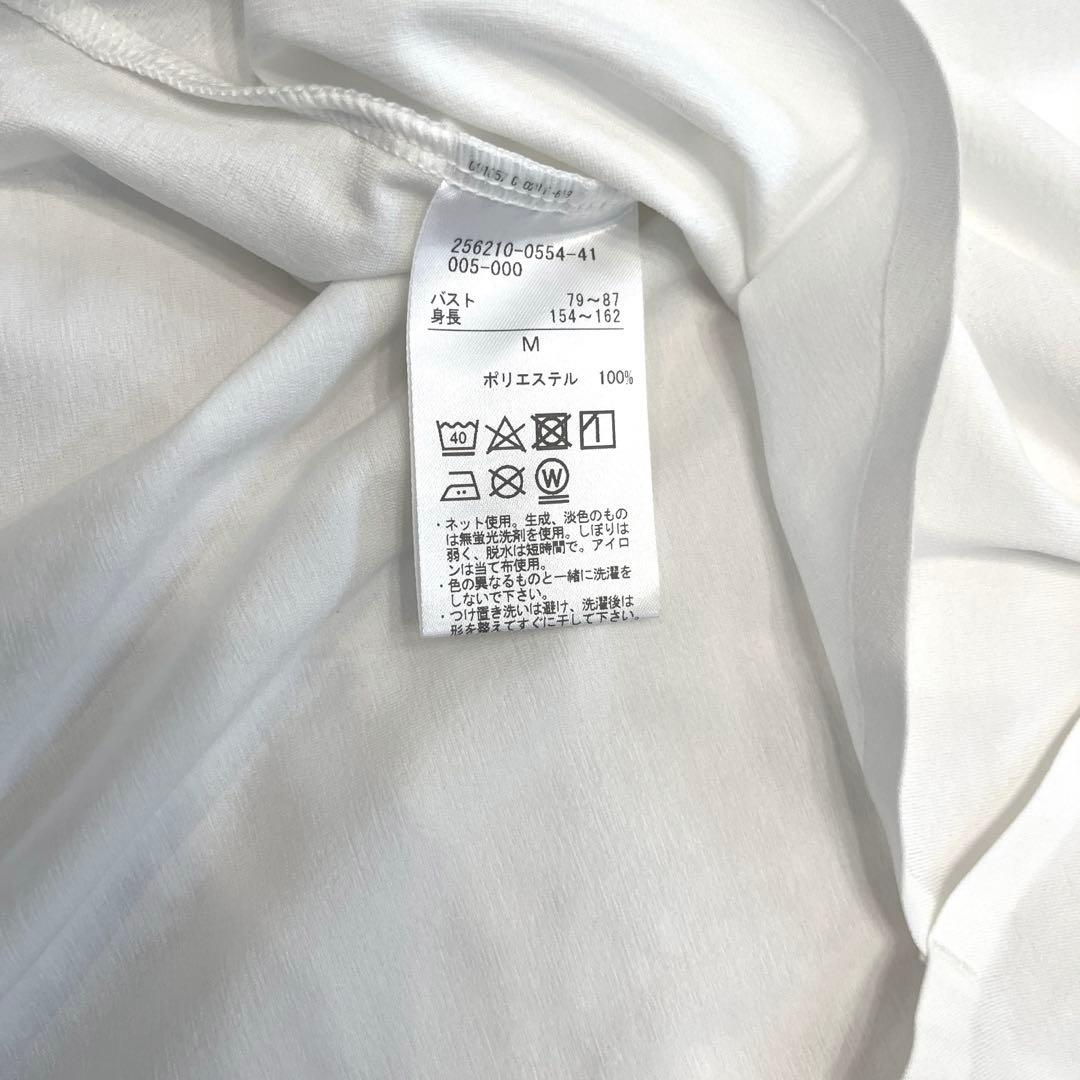 256210-0554-41
005-000
バスト 79～87
身長 154～162
M
ポリエステル 100%
40
W
・ネット使用。生成、淡色のもの
は無蛍光洗剤を使用。しぼりは
弱く、脱水は短時間で。アイロ
ンは当て布使用。
・色の異なるものと一緒に洗濯を
しないで下さい。
・つけ置き洗いは避け、洗濯後は
形を整えてすぐに干して下さい。